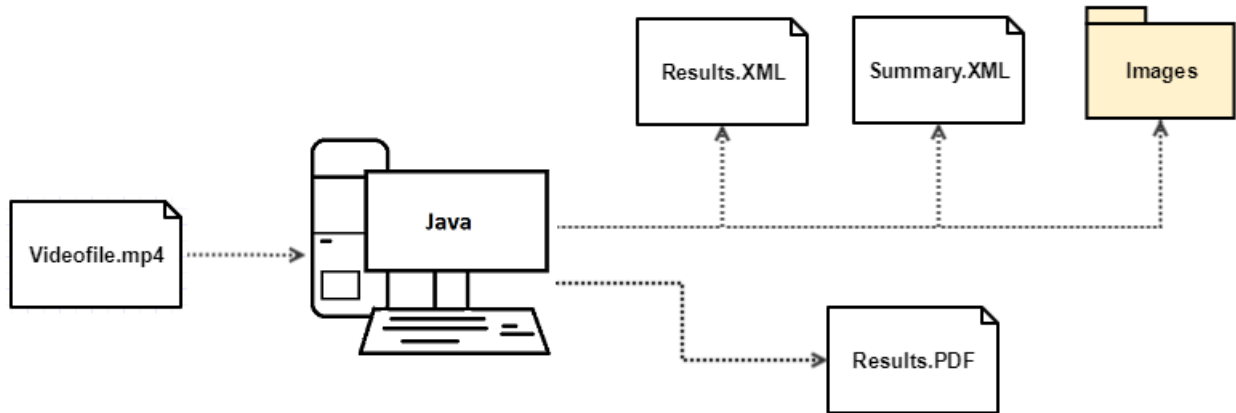 Results.XML
Summary.XML
Images
Java
Videofile.mp4
Results.PDF